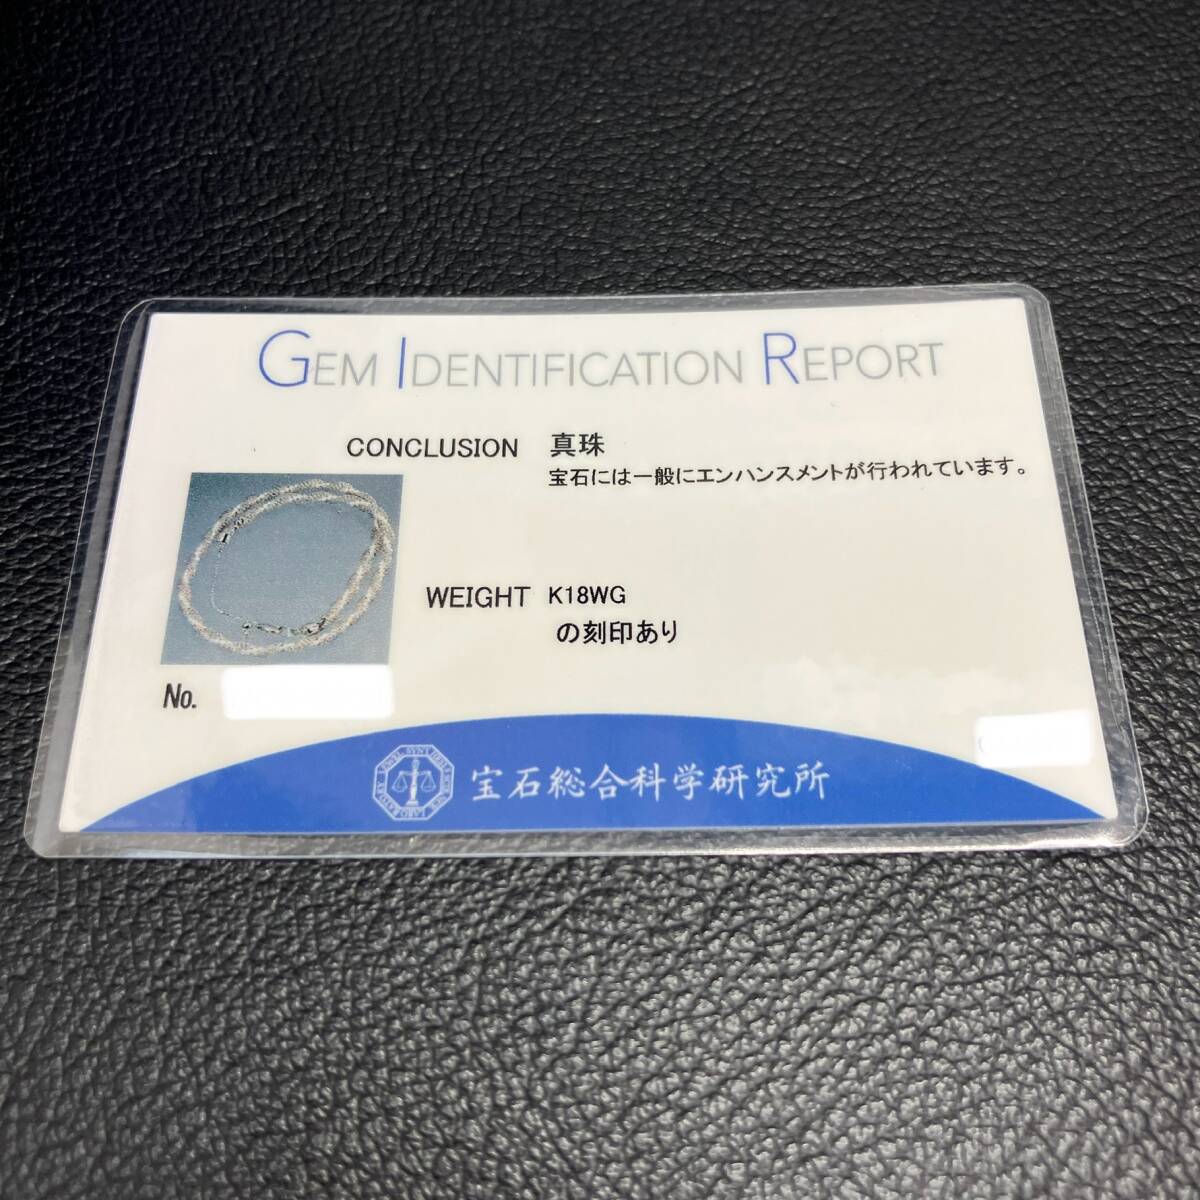 GEM IDENTIFICATION REPORT
CONCLUSION 真珠
宝石には一般にエンハンスメントが行われています。
WEIGHT K18WG
の刻印あり
No.
宝石総合科学研究所